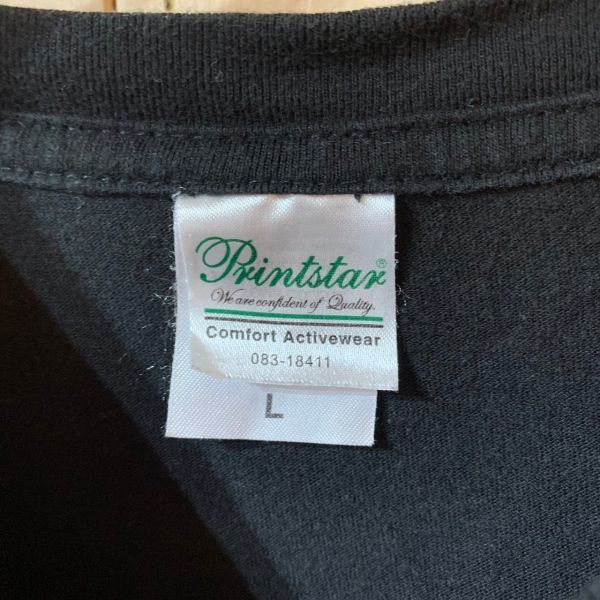 Printstar®
We are confident of Quality.
Comfort Activewear
083-18411
L